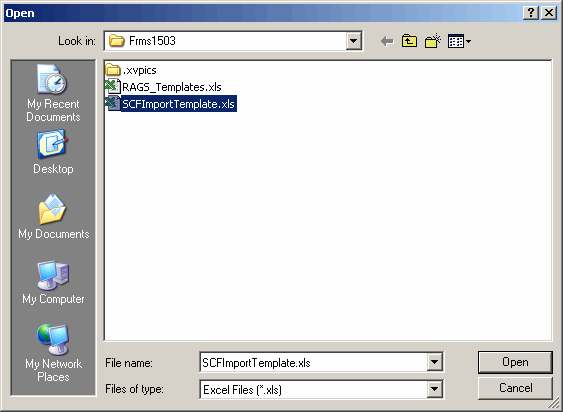 Open
Look in: Frms1503
.xvpics
RAGS_Templates.xls
SCFImportTemplate.xls
My Recent
Documents
Desktop
My Documents
My Computer
My Network
Places
File name: SCFImportTemplate.xls Open
Files of type: Excel Files (*.xls) Cancel